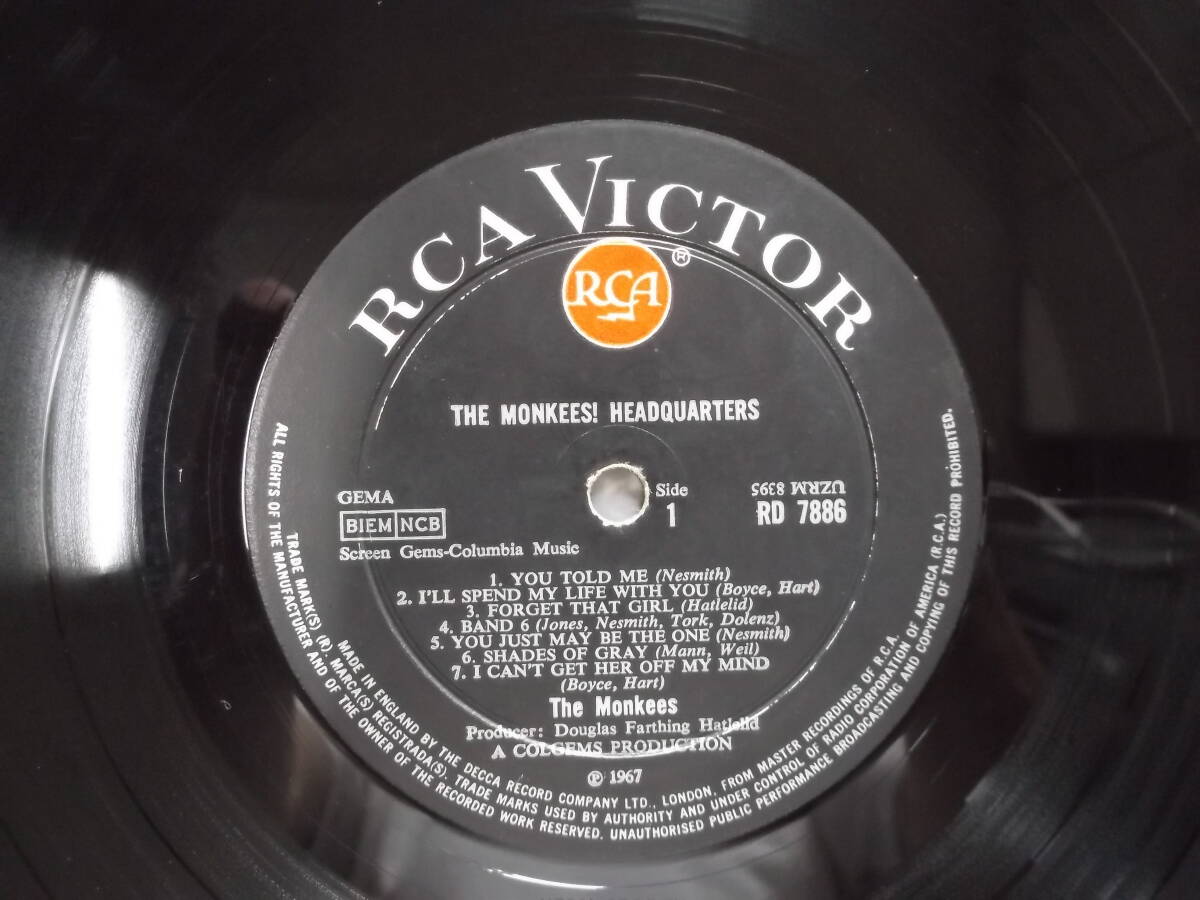 RCA VICTOR
RCA ®
THE MONKEES! HEADQUARTERS
GEMA
BIEM NCB
Side
1
UZRM 8395
RD 7886
Screen Gems-Columbia Music
1. YOU TOLD ME (Nesmith)
2. I'LL SPEND MY LIFE WITH YOU (Boyce, Hart)
3. FORGET THAT GIRL (Hatlelid)
4. BAND 6 (Jones, Nesmith, Tork, Dolenz)
5. YOU JUST MAY BE THE ONE (Nesmith)
6. SHADES OF GRAY (Mann, Weil)
7. I CAN'T GET HER OFF MY MIND
(Boyce, Hart)
The Monkees
Producer: Douglas Farthing Hatlelid
A COLGEMS PRODUCTION
℗ 1967
MADE IN ENGLAND BY THE DECCA RECORD COMPANY LTD., LONDON, FROM MASTER RECORDINGS OF R.C.A.
TRADE MARK(S) (R). MARCA(S) REGISTRADA(S). TRADE MARKS USED BY AUTHORITY AND UNDER CONTROL OF RADIO CORPORATION OF AMERICA (R.C.A.)
ALL RIGHTS OF THE MANUFACTURER AND OF THE OWNER OF THE RECORDED WORK RESERVED. UNAUTHORISED PUBLIC PERFORMANCE BROADCASTING AND COPYING OF THIS RECORD PROHIBITED.